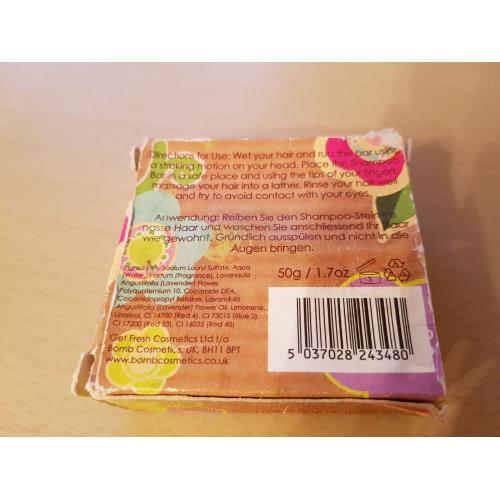 Directions for Use: Wet your hair and rub the bar using
a stroking motion on your head. Place the Shampoo
Bar in a safe place and using the tips of your fingers,
massage your hair into a lather. Rinse your hair well
and try to avoid contact with your eyes.
Anwendung: Reiben Sie den Shampoo-Stein ins
nasse Haar und waschen Sie anschliessend Ihr Haar
wie gewohnt. Gründlich ausspülen und nicht in die
Augen bringen.
Sodium Lauryl Sulfate, Aqua
(Water), Parfum (Fragrance), Lavandula
Angustifolia (Lavender) Flower,
Polyquaternium 10, Cocamide DEA,
Cocamidopropyl Betaine, Lavandula
Angustifolia (Lavender) Flower Oil, Limonene,
Linalool, CI 14700 (Red 4), CI 73015 (Blue 2),
CI 17200 (Red 33), CI 16035 (Red 40)
50g / 1.7oz
Get Fresh Cosmetics Ltd t/a
Bomb Cosmetics, UK, BH11 8PT
www.bombcosmetics.co.uk
5 037028 243480